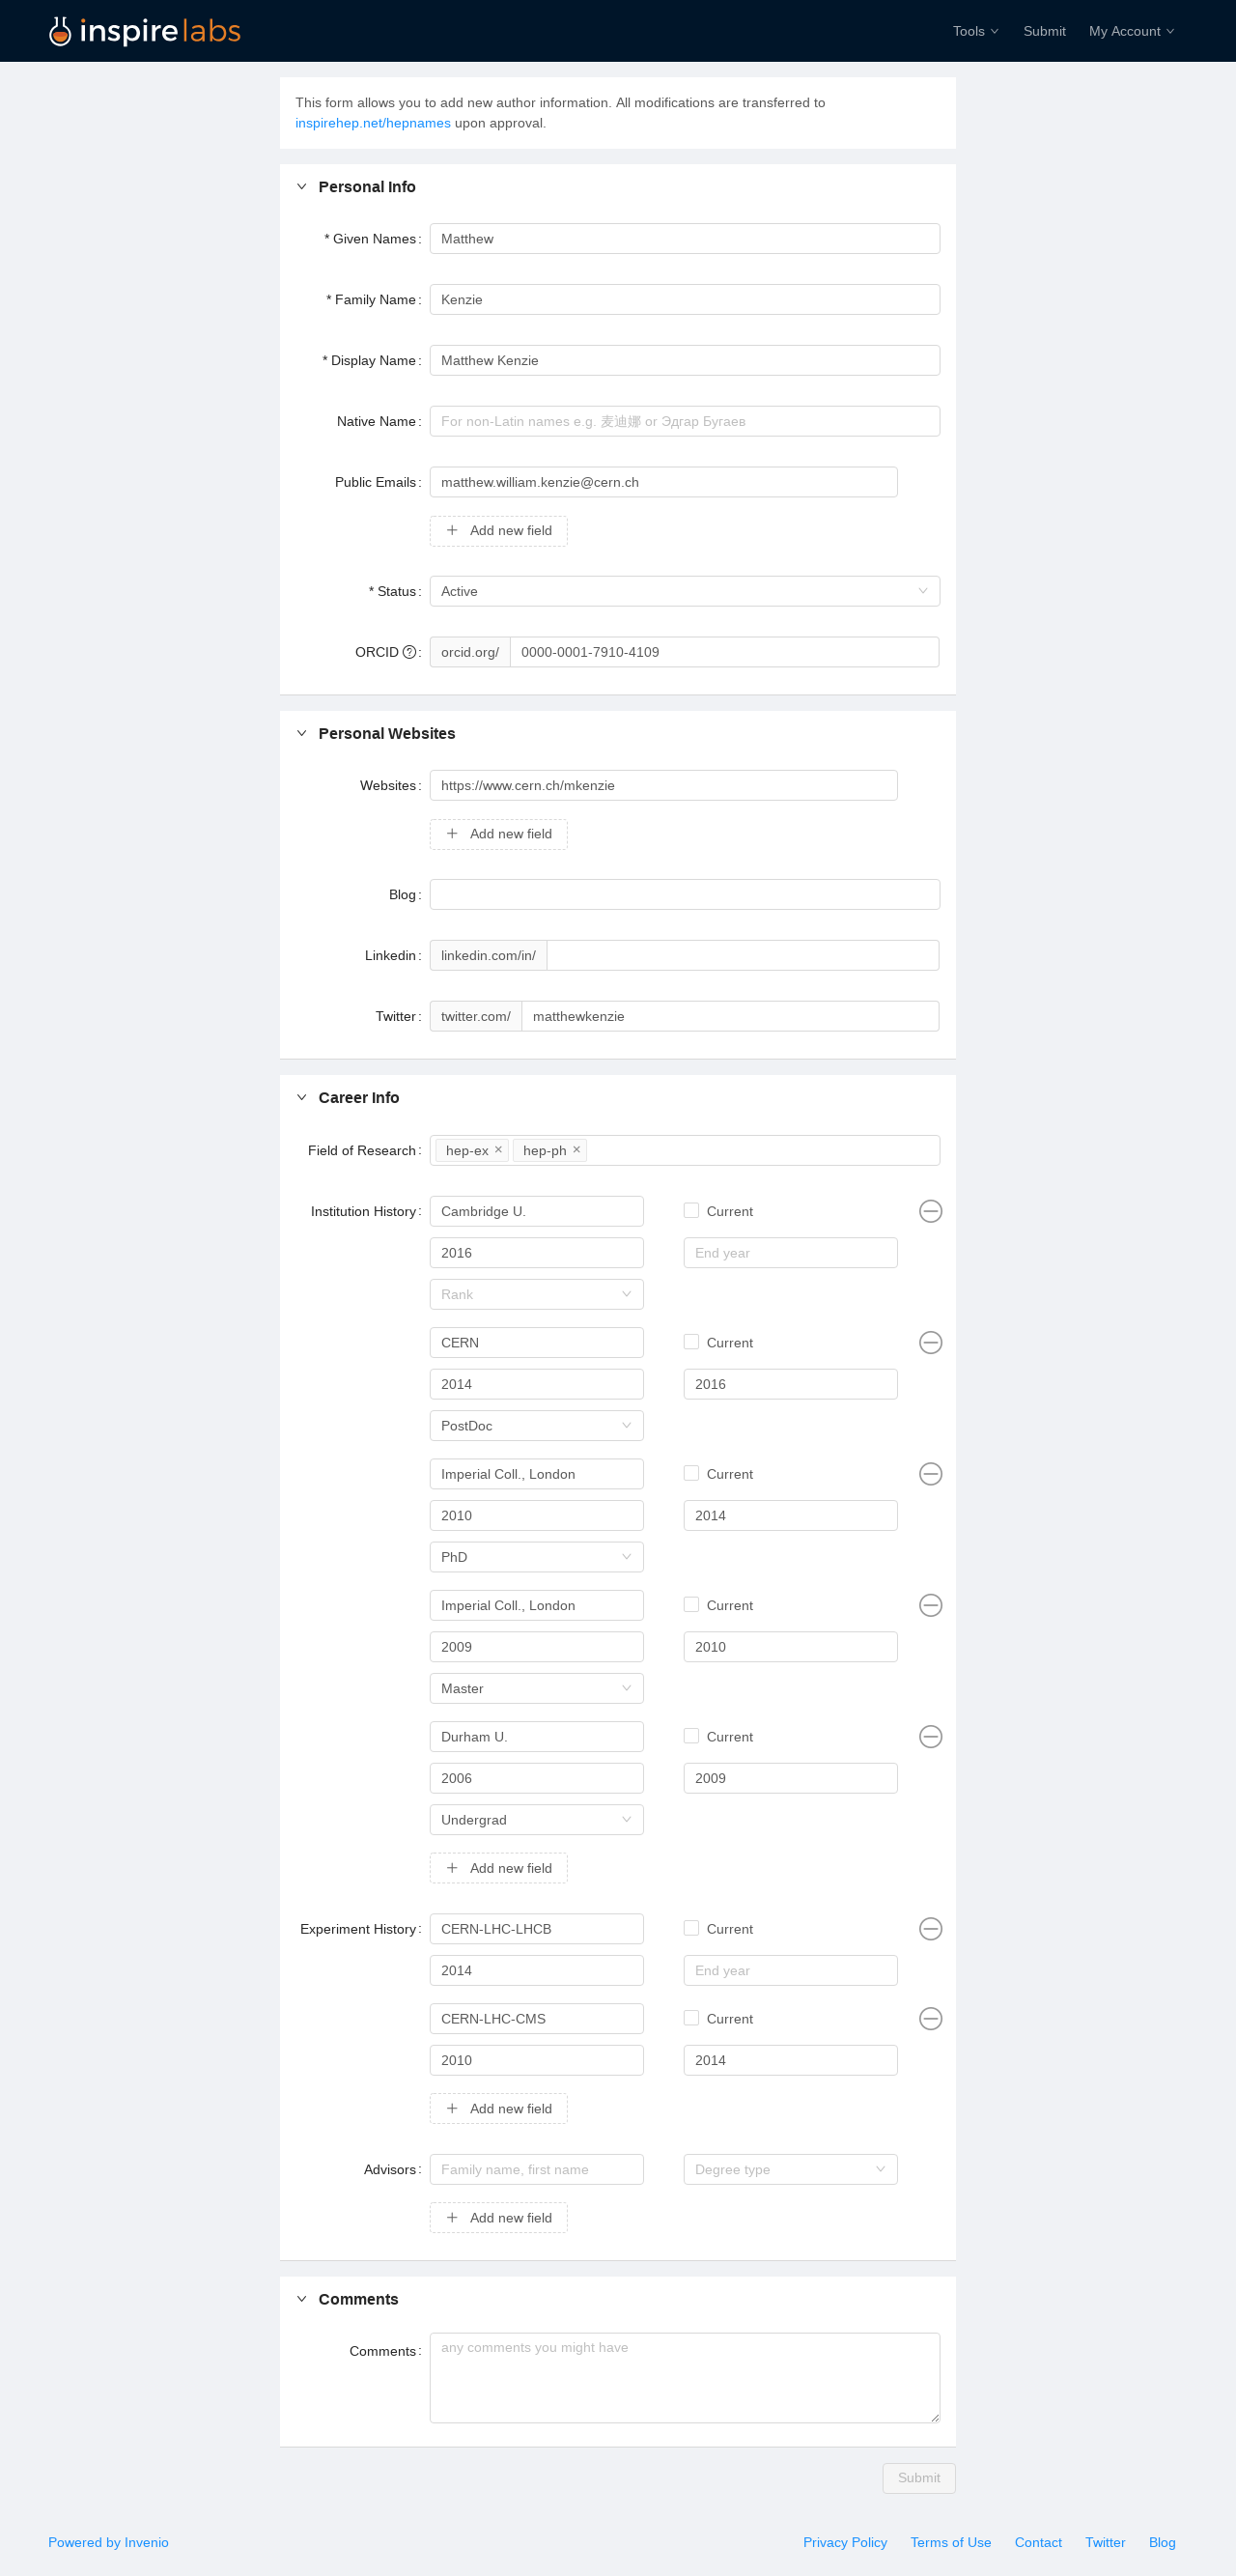 inspire labs
Tools Submit My Account
This form allows you to add new author information. All modifications are transferred to
inspirehep.net/hepnames upon approval.
Personal Info
* Given Names : Matthew
* Family Name : Kenzie
* Display Name : Matthew Kenzie
Native Name : For non-Latin names e.g. 麦迪娜 or Эдгар Бугаев
Public Emails : matthew.william.kenzie@cern.ch
Add new field
* Status : Active
ORCID : orcid.org/ 0000-0001-7910-4109
Personal Websites
Websites : https://www.cern.ch/mkenzie
Add new field
Blog :
Linkedin : linkedin.com/in/
Twitter : twitter.com/ matthewkenzie
Career Info
Field of Research : hep-ex × hep-ph ×
Institution History : Cambridge U. Current
2016 End year
Rank
CERN Current
2014 2016
PostDoc
Imperial Coll., London Current
2010 2014
PhD
Imperial Coll., London Current
2009 2010
Master
Durham U. Current
2006 2009
Undergrad
Add new field
Experiment History : CERN-LHC-LHCB Current
2014 End year
CERN-LHC-CMS Current
2010 2014
Add new field
Advisors : Family name, first name Degree type
Add new field
Comments
Comments : any comments you might have
Submit
Powered by Invenio Privacy Policy Terms of Use Contact Twitter Blog